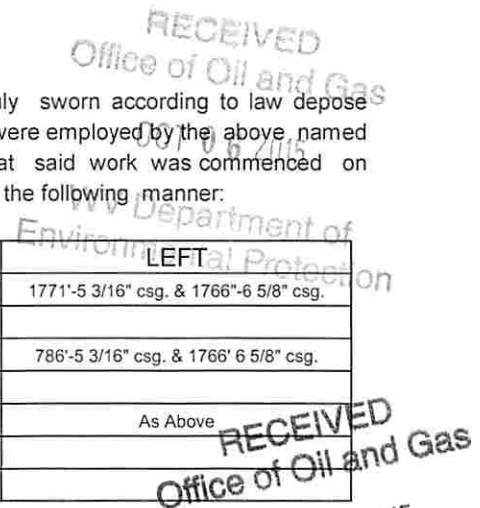 RECEIVED
Office of Oil and Gas
sworn according to law depose
were employed by the above named
said work was commenced on
the following manner:
OCT 06 2015
WV Department of
Environmental Protection
LEFT
1771'-5 3/16" csg. & 1766"-6 5/8" csg.
786'-5 3/16" csg. & 1766' 6 5/8" csg.
As Above
RECEIVED
Office of Oil and Gas